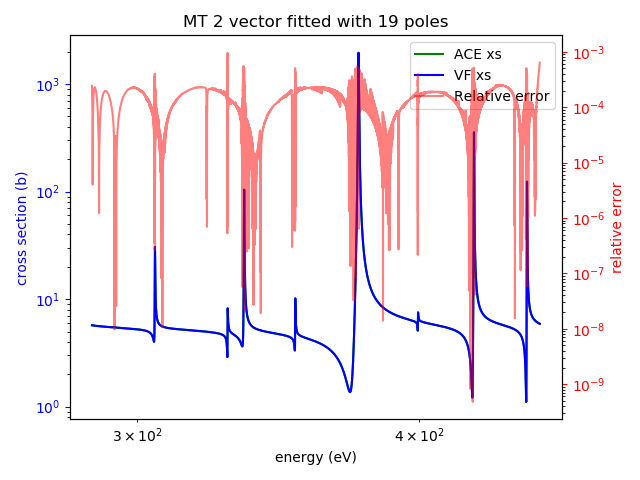 MT 2 vector fitted with 19 poles
ACE xs
VF xs
Relative error
cross section (b)
10³
10²
10¹
10⁰
relative error
10⁻³
10⁻⁴
10⁻⁵
10⁻⁶
10⁻⁷
10⁻⁸
10⁻⁹
3 × 10²
4 × 10²
energy (eV)